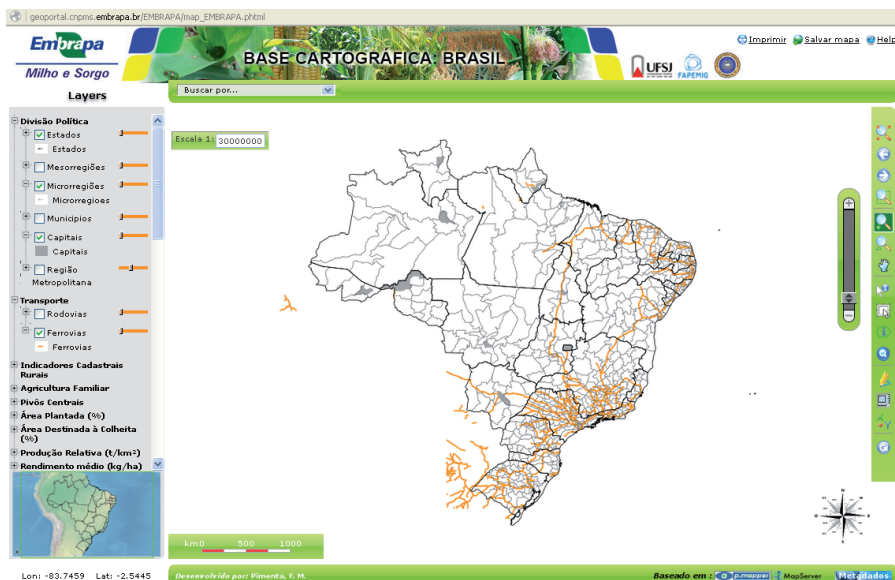 geoportal.cnpms.embrapa.br/EMBRAPA/map_EMBRAPA.phtml
Embrapa
Milho e Sorgo
BASE CARTOGRÁFICA: BRASIL
UFSJ
FAPEMIG
Imprimir Salvar mapa Help
Layers
Buscar por...
Escala 1: 30000000
Divisão Política
Estados
Estados
Mesorregiões
Microrregiões
Microrregioes
Municipios
Capitais
Capitais
Região
Metropolitana
Transporte
Rodovias
Ferrovias
Ferrovias
Indicadores Cadastrais
Rurais
Agricultura Familiar
Pivôs Centrais
Área Plantada (%)
Área Destinada à Colheita
(%)
Produção Relativa (t/km²)
Rendimento médio (kg/ha)
km0 500 1000
Lon: -83.7459 Lat: -2.5445
Desenvolvido por: Pimenta, F. M.
Baseado em : p.mapper MapServer Metadados